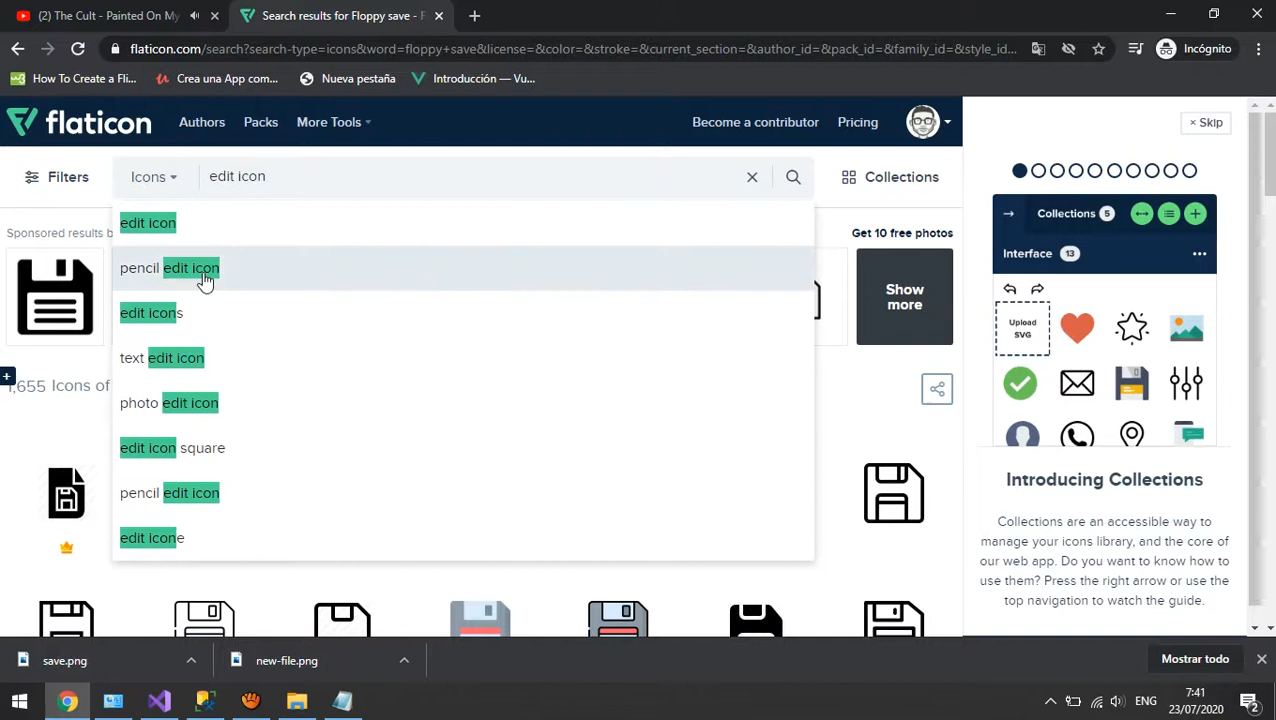 (2) The Cult - Painted On My
Search results for Floppy save - F
flaticon.com/search?search-type=icons&word=floppy+save&license=&color=&stroke=&current_section=&author_id=&pack_id=&family_id=&style_id...
Incógnito
How To Create a Fli...
Crea una App com...
Nueva pestaña
Introducción — Vu...
flaticon
Authors
Packs
More Tools
Become a contributor
Pricing
× Skip
Filters
Icons
edit icon
Collections
edit icon
Sponsored results b
Get 10 free photos
pencil edit icon
edit icons
text edit icon
photo edit icon
edit icon square
pencil edit icon
edit icone
Show more
1,655 Icons of
Collections 5
Interface 13
Upload SVG
Introducing Collections
Collections are an accessible way to
manage your icons library, and the core of
our web app. Do you want to know how to
use them? Press the right arrow or use the
top navigation to watch the guide.
save.png
new-file.png
Mostrar todo
ENG
7:41
23/07/2020
2